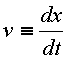 v ≡ dx/dt